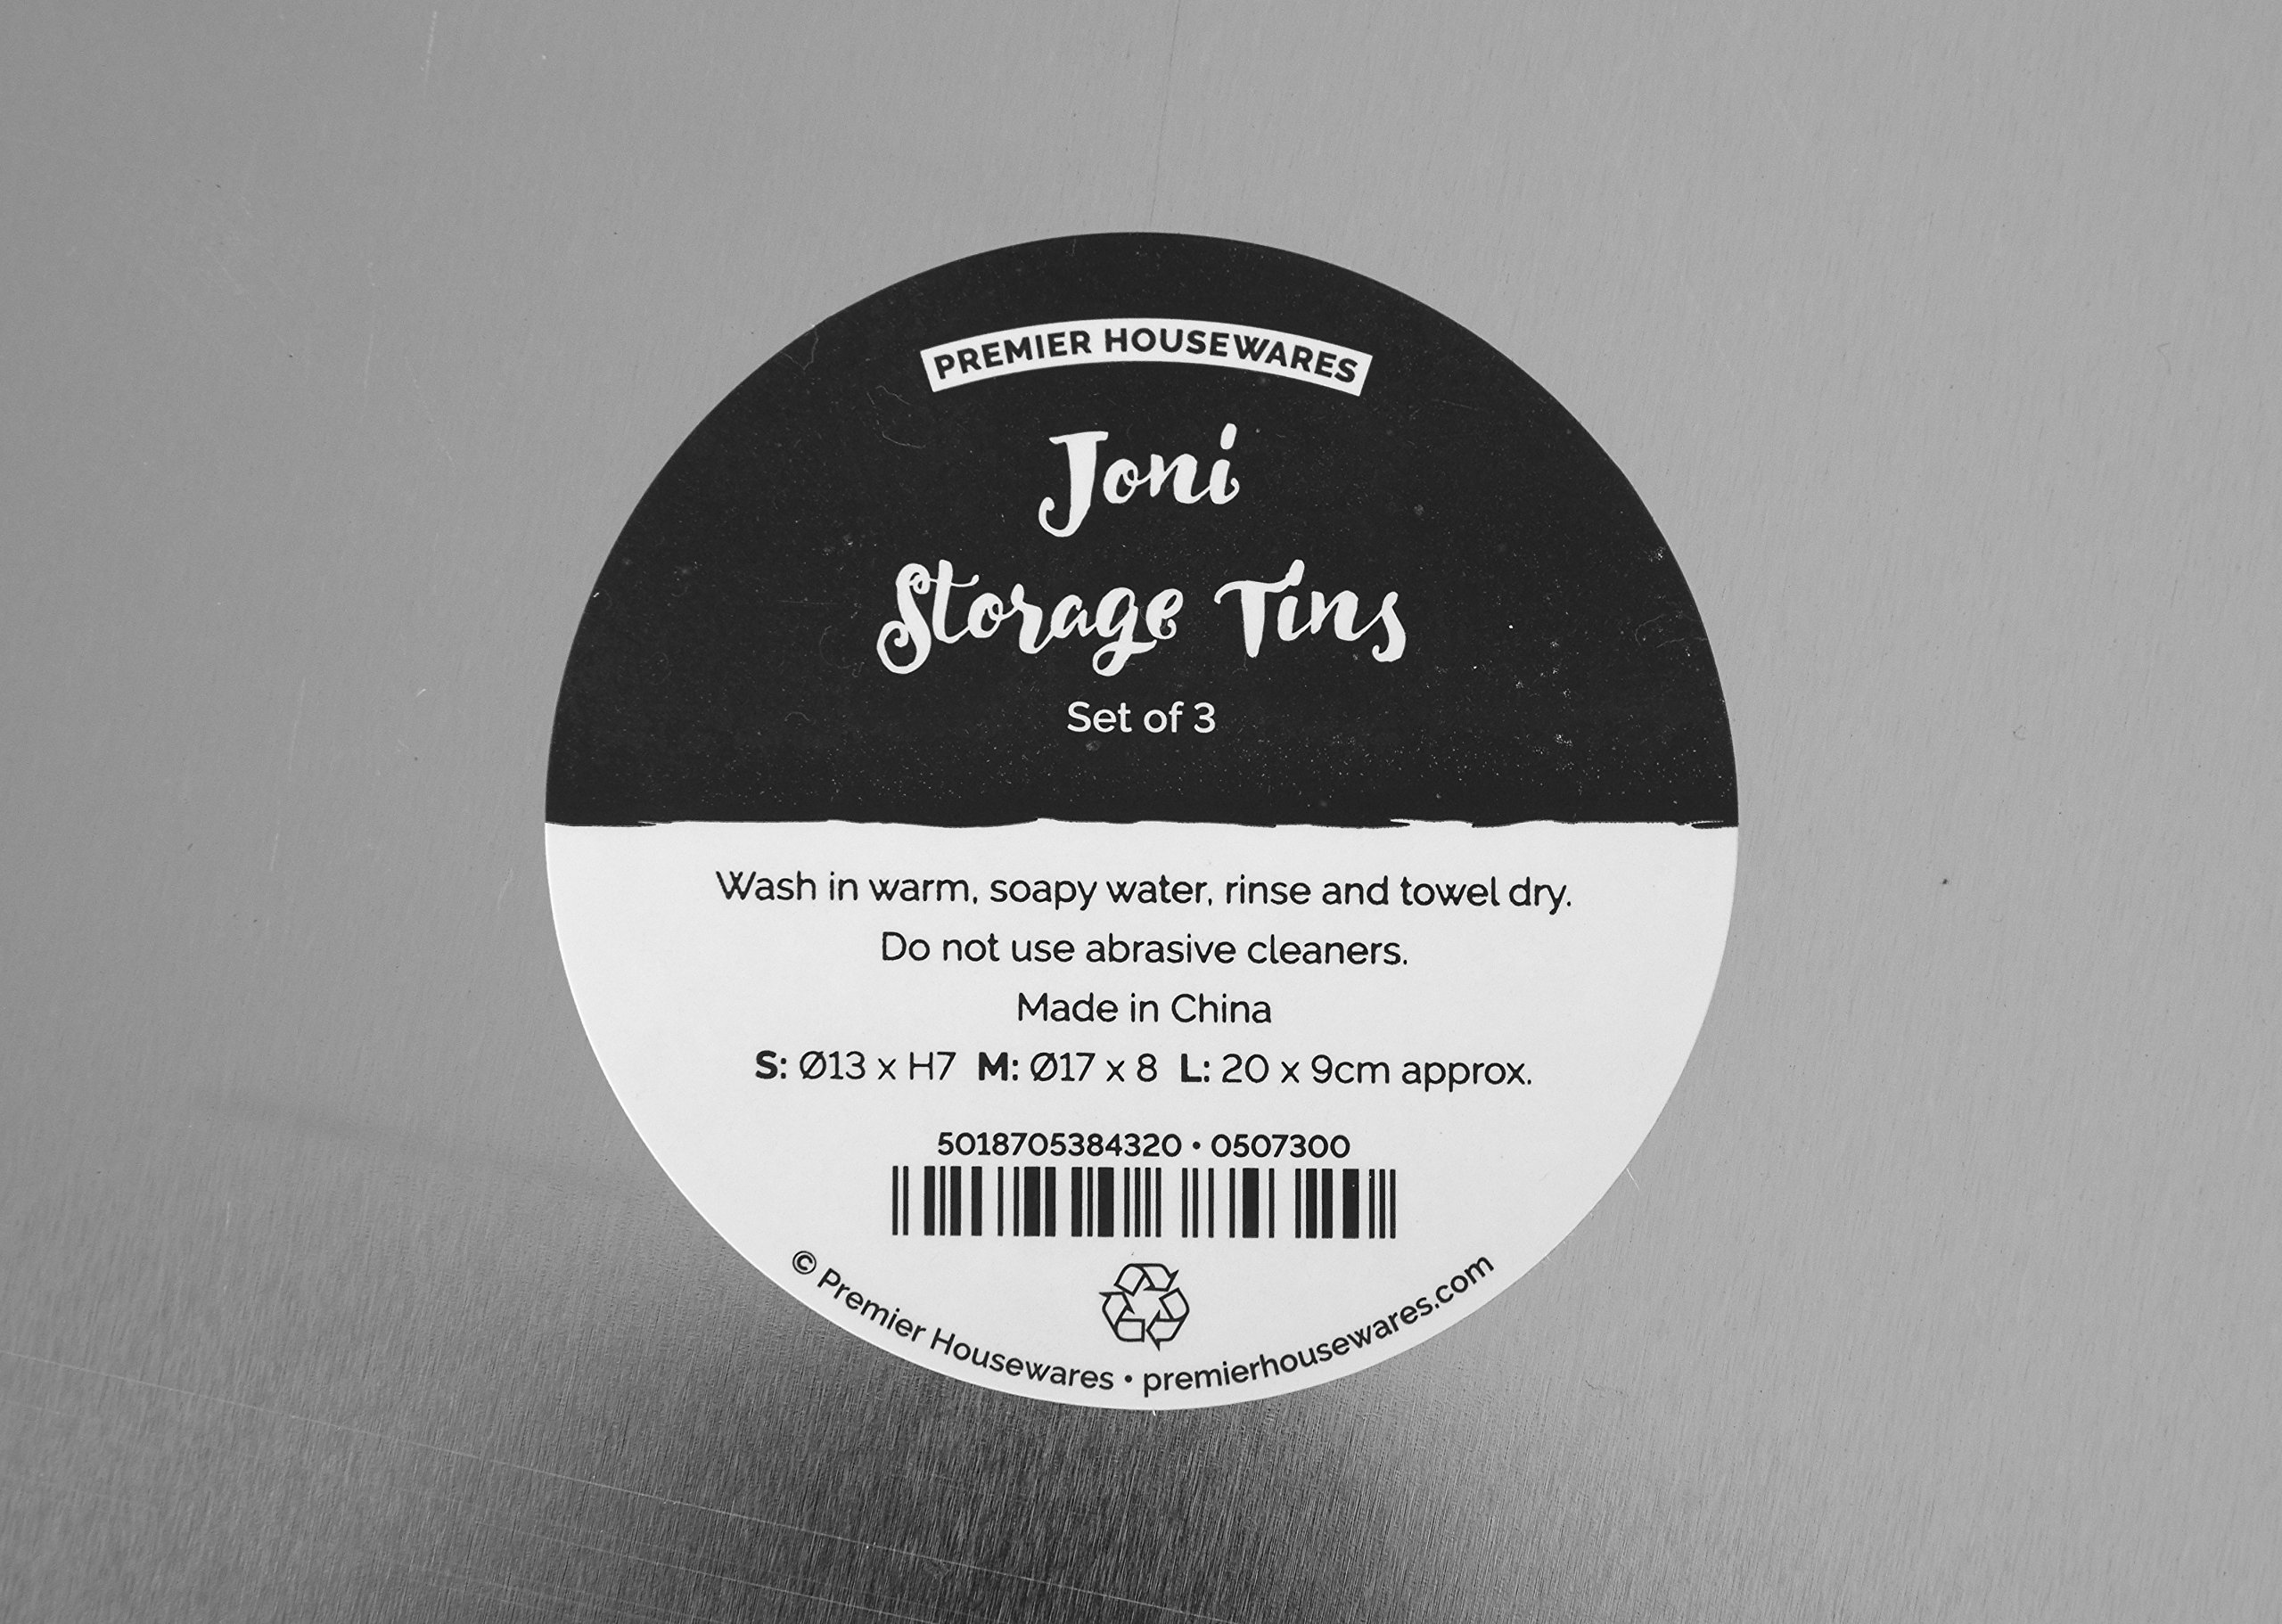 PREMIER HOUSEWARES
Joni
Storage Tins
Set of 3
Wash in warm, soapy water, rinse and towel dry.
Do not use abrasive cleaners.
Made in China
S: Ø13 x H7 M: Ø17 x 8 L: 20 x 9cm approx.
5018705384320 • 0507300
© Premier Housewares • premierhousewares.com